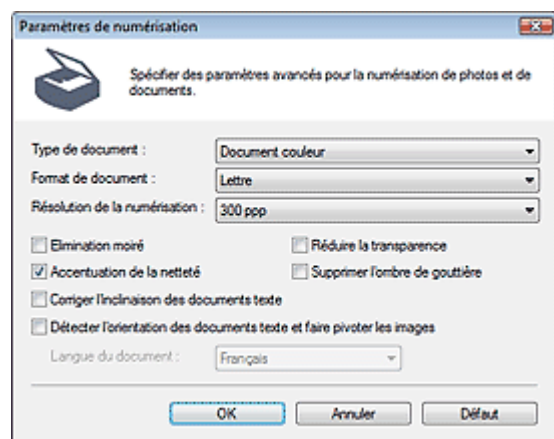 Paramètres de numérisation
Spécifier des paramètres avancés pour la numérisation de photos et de
documents.
Type de document :
Document couleur
Format de document :
Lettre
Résolution de la numérisation :
300 ppp
Elimination moiré
Réduire la transparence
Accentuation de la netteté
Supprimer l'ombre de gouttière
Corriger l'inclinaison des documents texte
Détecter l'orientation des documents texte et faire pivoter les images
Langue du document :
Français
OK
Annuler
Défaut